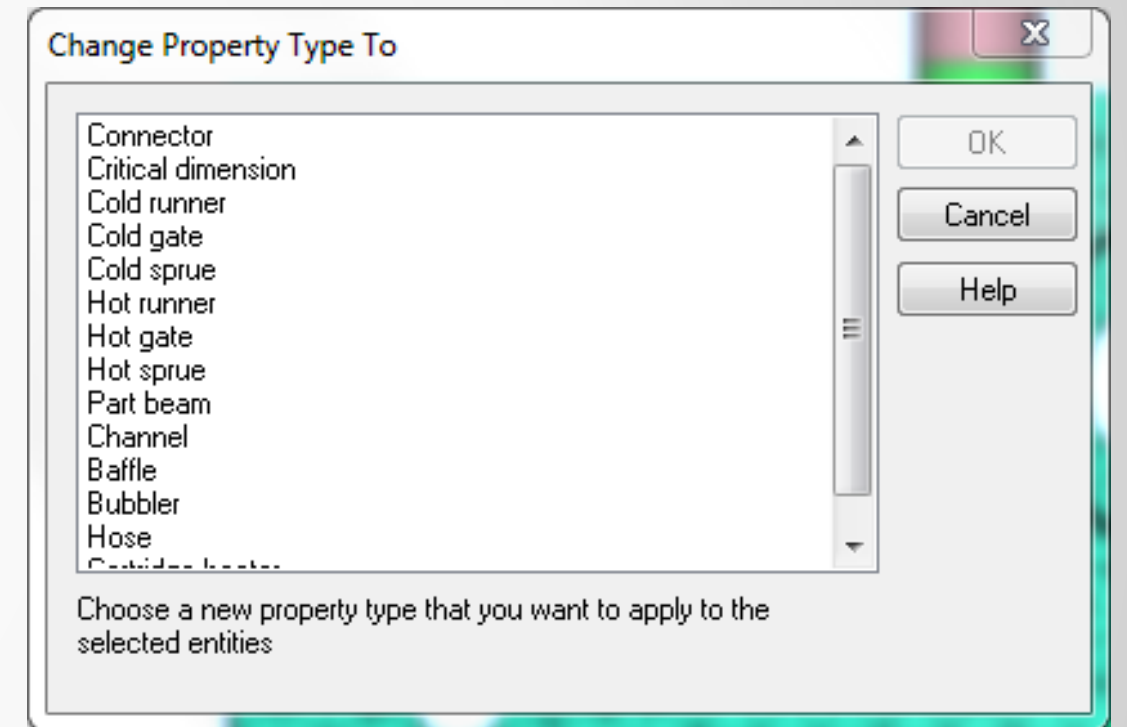 Change Property Type To
Connector
Critical dimension
Cold runner
Cold gate
Cold sprue
Hot runner
Hot gate
Hot sprue
Part beam
Channel
Baffle
Bubbler
Hose
Cartridge heater
OK
Cancel
Help
Choose a new property type that you want to apply to the
selected entities